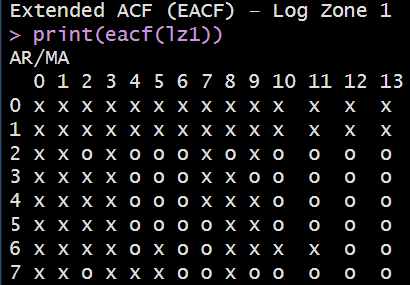 Extended ACF (EACF) – Log Zone 1
> print(eacf(lz1))
AR/MA
  0 1 2 3 4 5 6 7 8 9 10 11 12 13
0 x x x x x x x x x x x  x  x  x
1 x x x x x x x x x x x  x  x  x
2 x x o x o o o x o x o  o  o  o
3 x x x x o o o x x o o  o  o  o
4 x x x x o o o x x x o  o  o  o
5 x x x x o o o o x x o  o  o  o
6 x x x x o x o o x x x  x  o  o
7 x x o x x x o o x o o  o  o  o